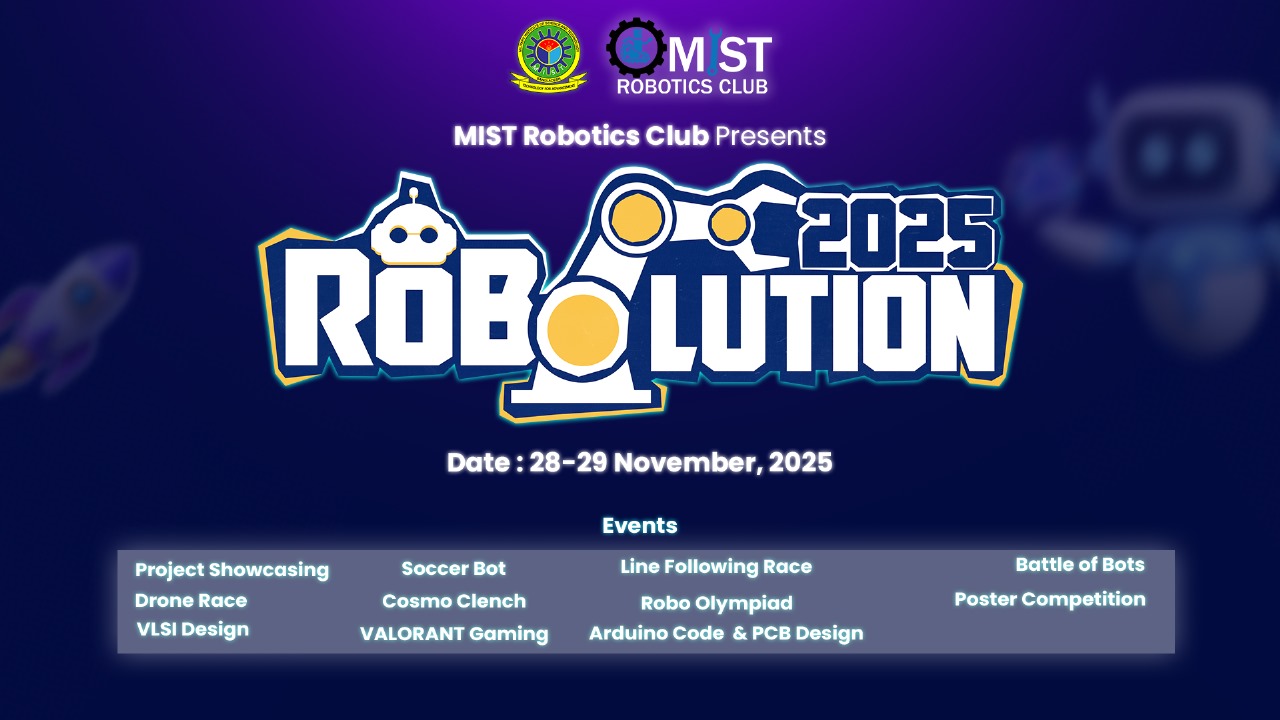 MIST
ROBOTICS CLUB
MIST Robotics Club Presents
2025
ROBOLUTION
Date : 28-29 November, 2025
Events
Project Showcasing
Drone Race
VLSI Design
Soccer Bot
Cosmo Clench
VALORANT Gaming
Line Following Race
Robo Olympiad
Arduino Code & PCB Design
Battle of Bots
Poster Competition